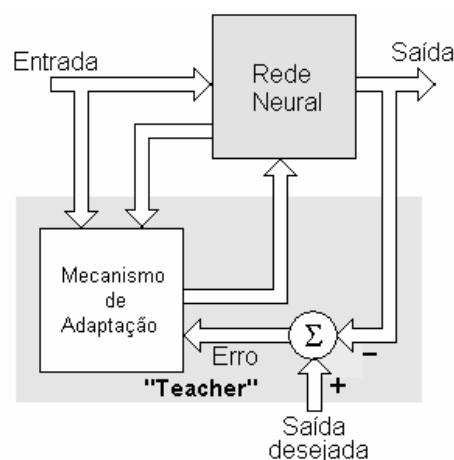 Entrada
Rede
Neural
Saída
Mecanismo
de
Adaptação
Erro
Σ
−
+
"Teacher"
Saída
desejada